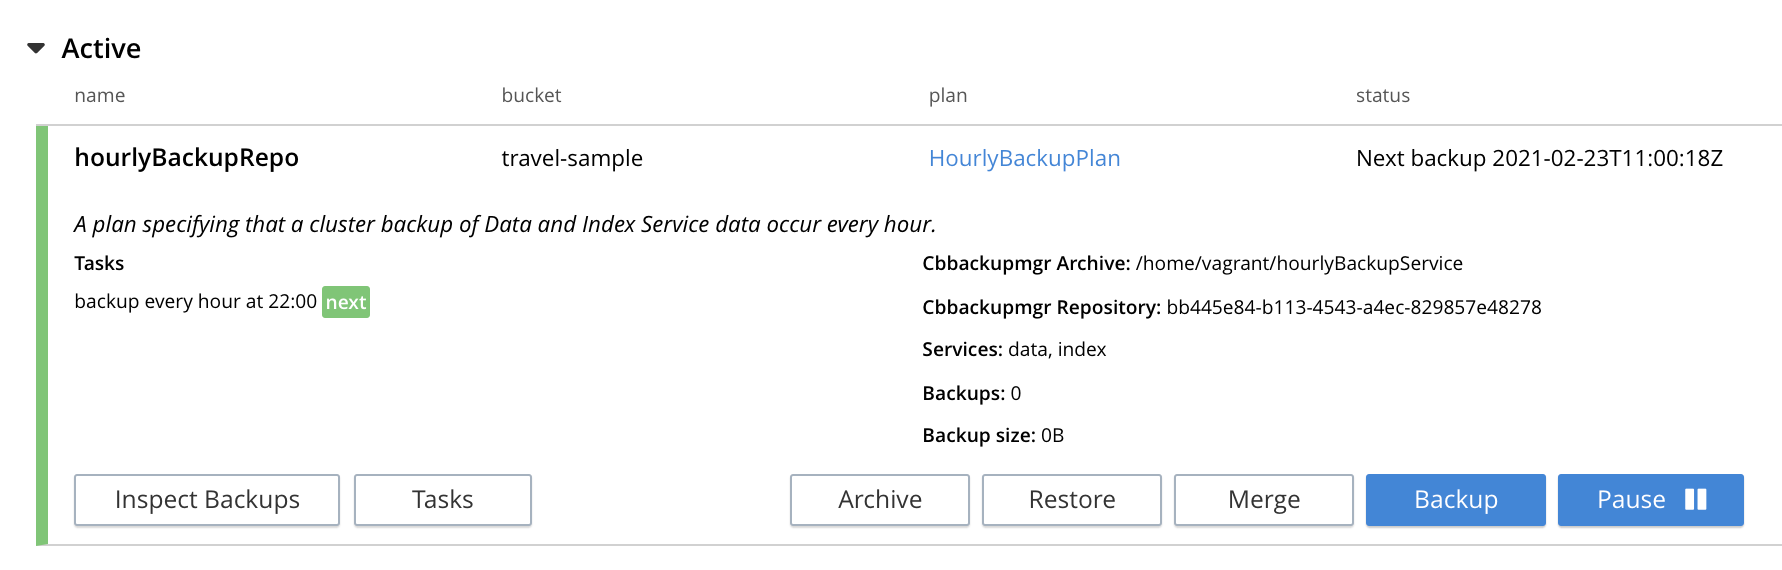 Active
name bucket plan status
hourlyBackupRepo travel-sample HourlyBackupPlan Next backup 2021-02-23T11:00:18Z
A plan specifying that a cluster backup of Data and Index Service data occur every hour.
Tasks
backup every hour at 22:00 next
Cbbackupmgr Archive: /home/vagrant/hourlyBackupService
Cbbackupmgr Repository: bb445e84-b113-4543-a4ec-829857e48278
Services: data, index
Backups: 0
Backup size: 0B
Inspect Backups Tasks Archive Restore Merge Backup Pause